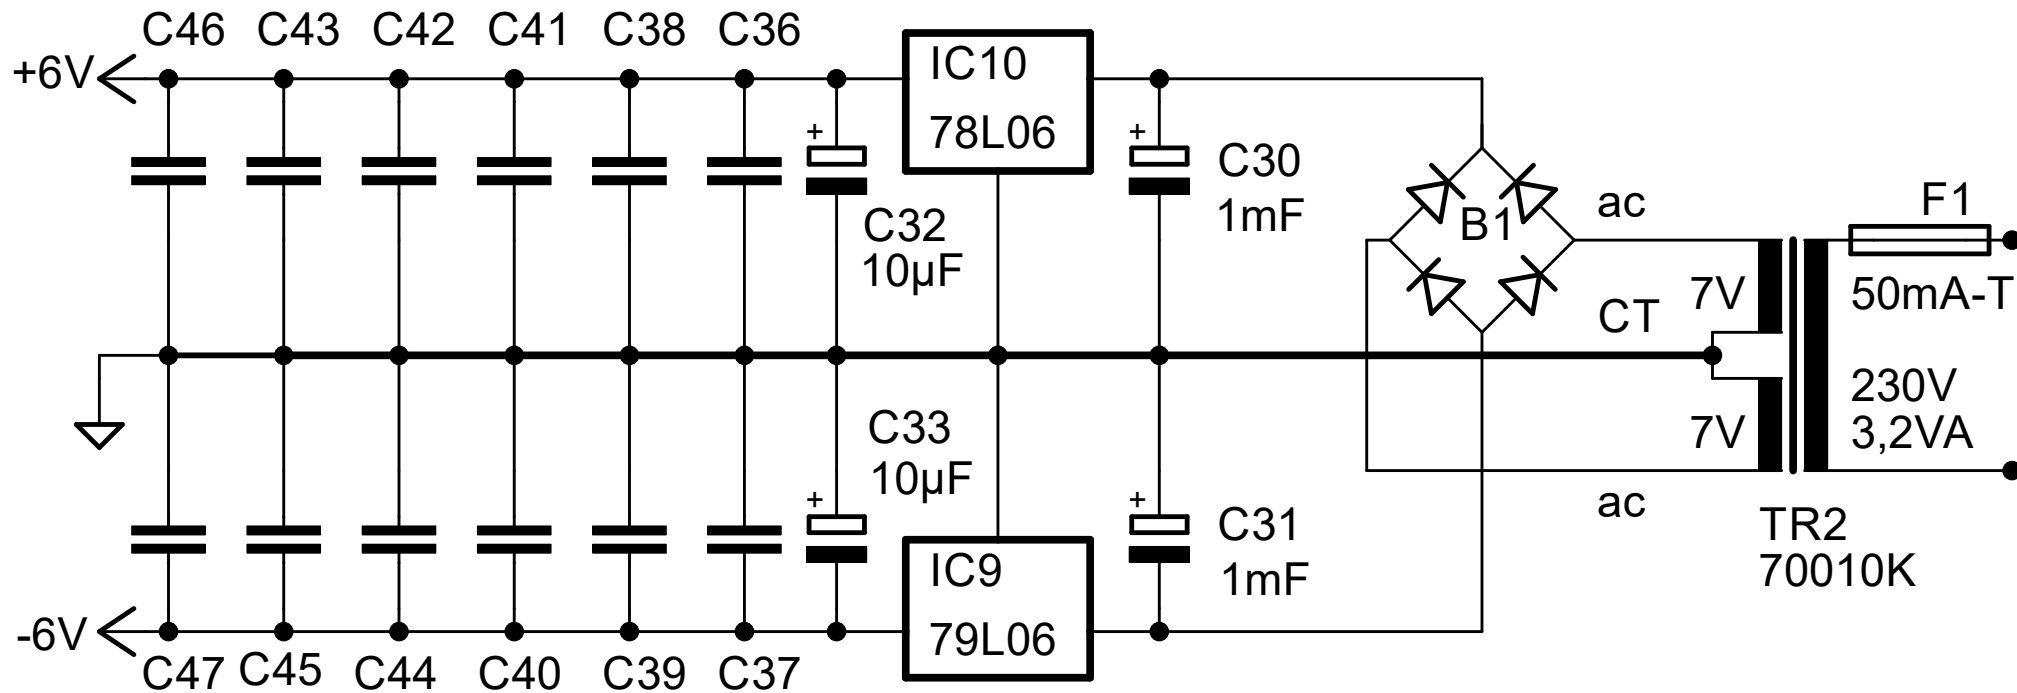 C46 C43 C42 C41 C38 C36
+6V
IC10
78L06
+
+
C30
1mF
C32
10µF
B1
ac
F1
7V
50mA-T
CT
230V
3,2VA
7V
C33
10µF
+
+
C31
1mF
ac
TR2
70010K
IC9
79L06
-6V
C47 C45 C44 C40 C39 C37